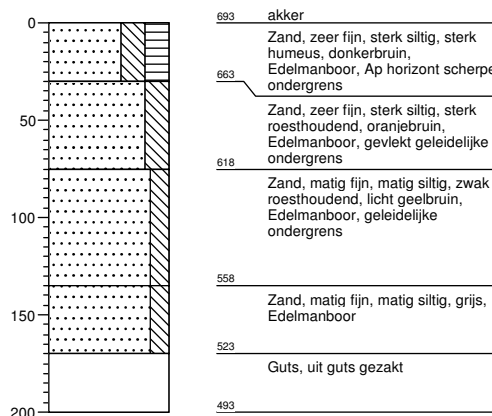 0
50
100
150
200
693
akker
Zand, zeer fijn, sterk siltig, sterk
humeus, donkerbruin,
Edelmanboor, Ap horizont scherpe
ondergrens
663
Zand, zeer fijn, sterk siltig, sterk
roesthoudend, oranjebruin,
Edelmanboor, gevlekt geleidelijke
ondergrens
618
Zand, matig fijn, matig siltig, zwak
roesthoudend, licht geelbruin,
Edelmanboor, geleidelijke
ondergrens
558
Zand, matig fijn, matig siltig, grijs,
Edelmanboor
523
Guts, uit guts gezakt
493